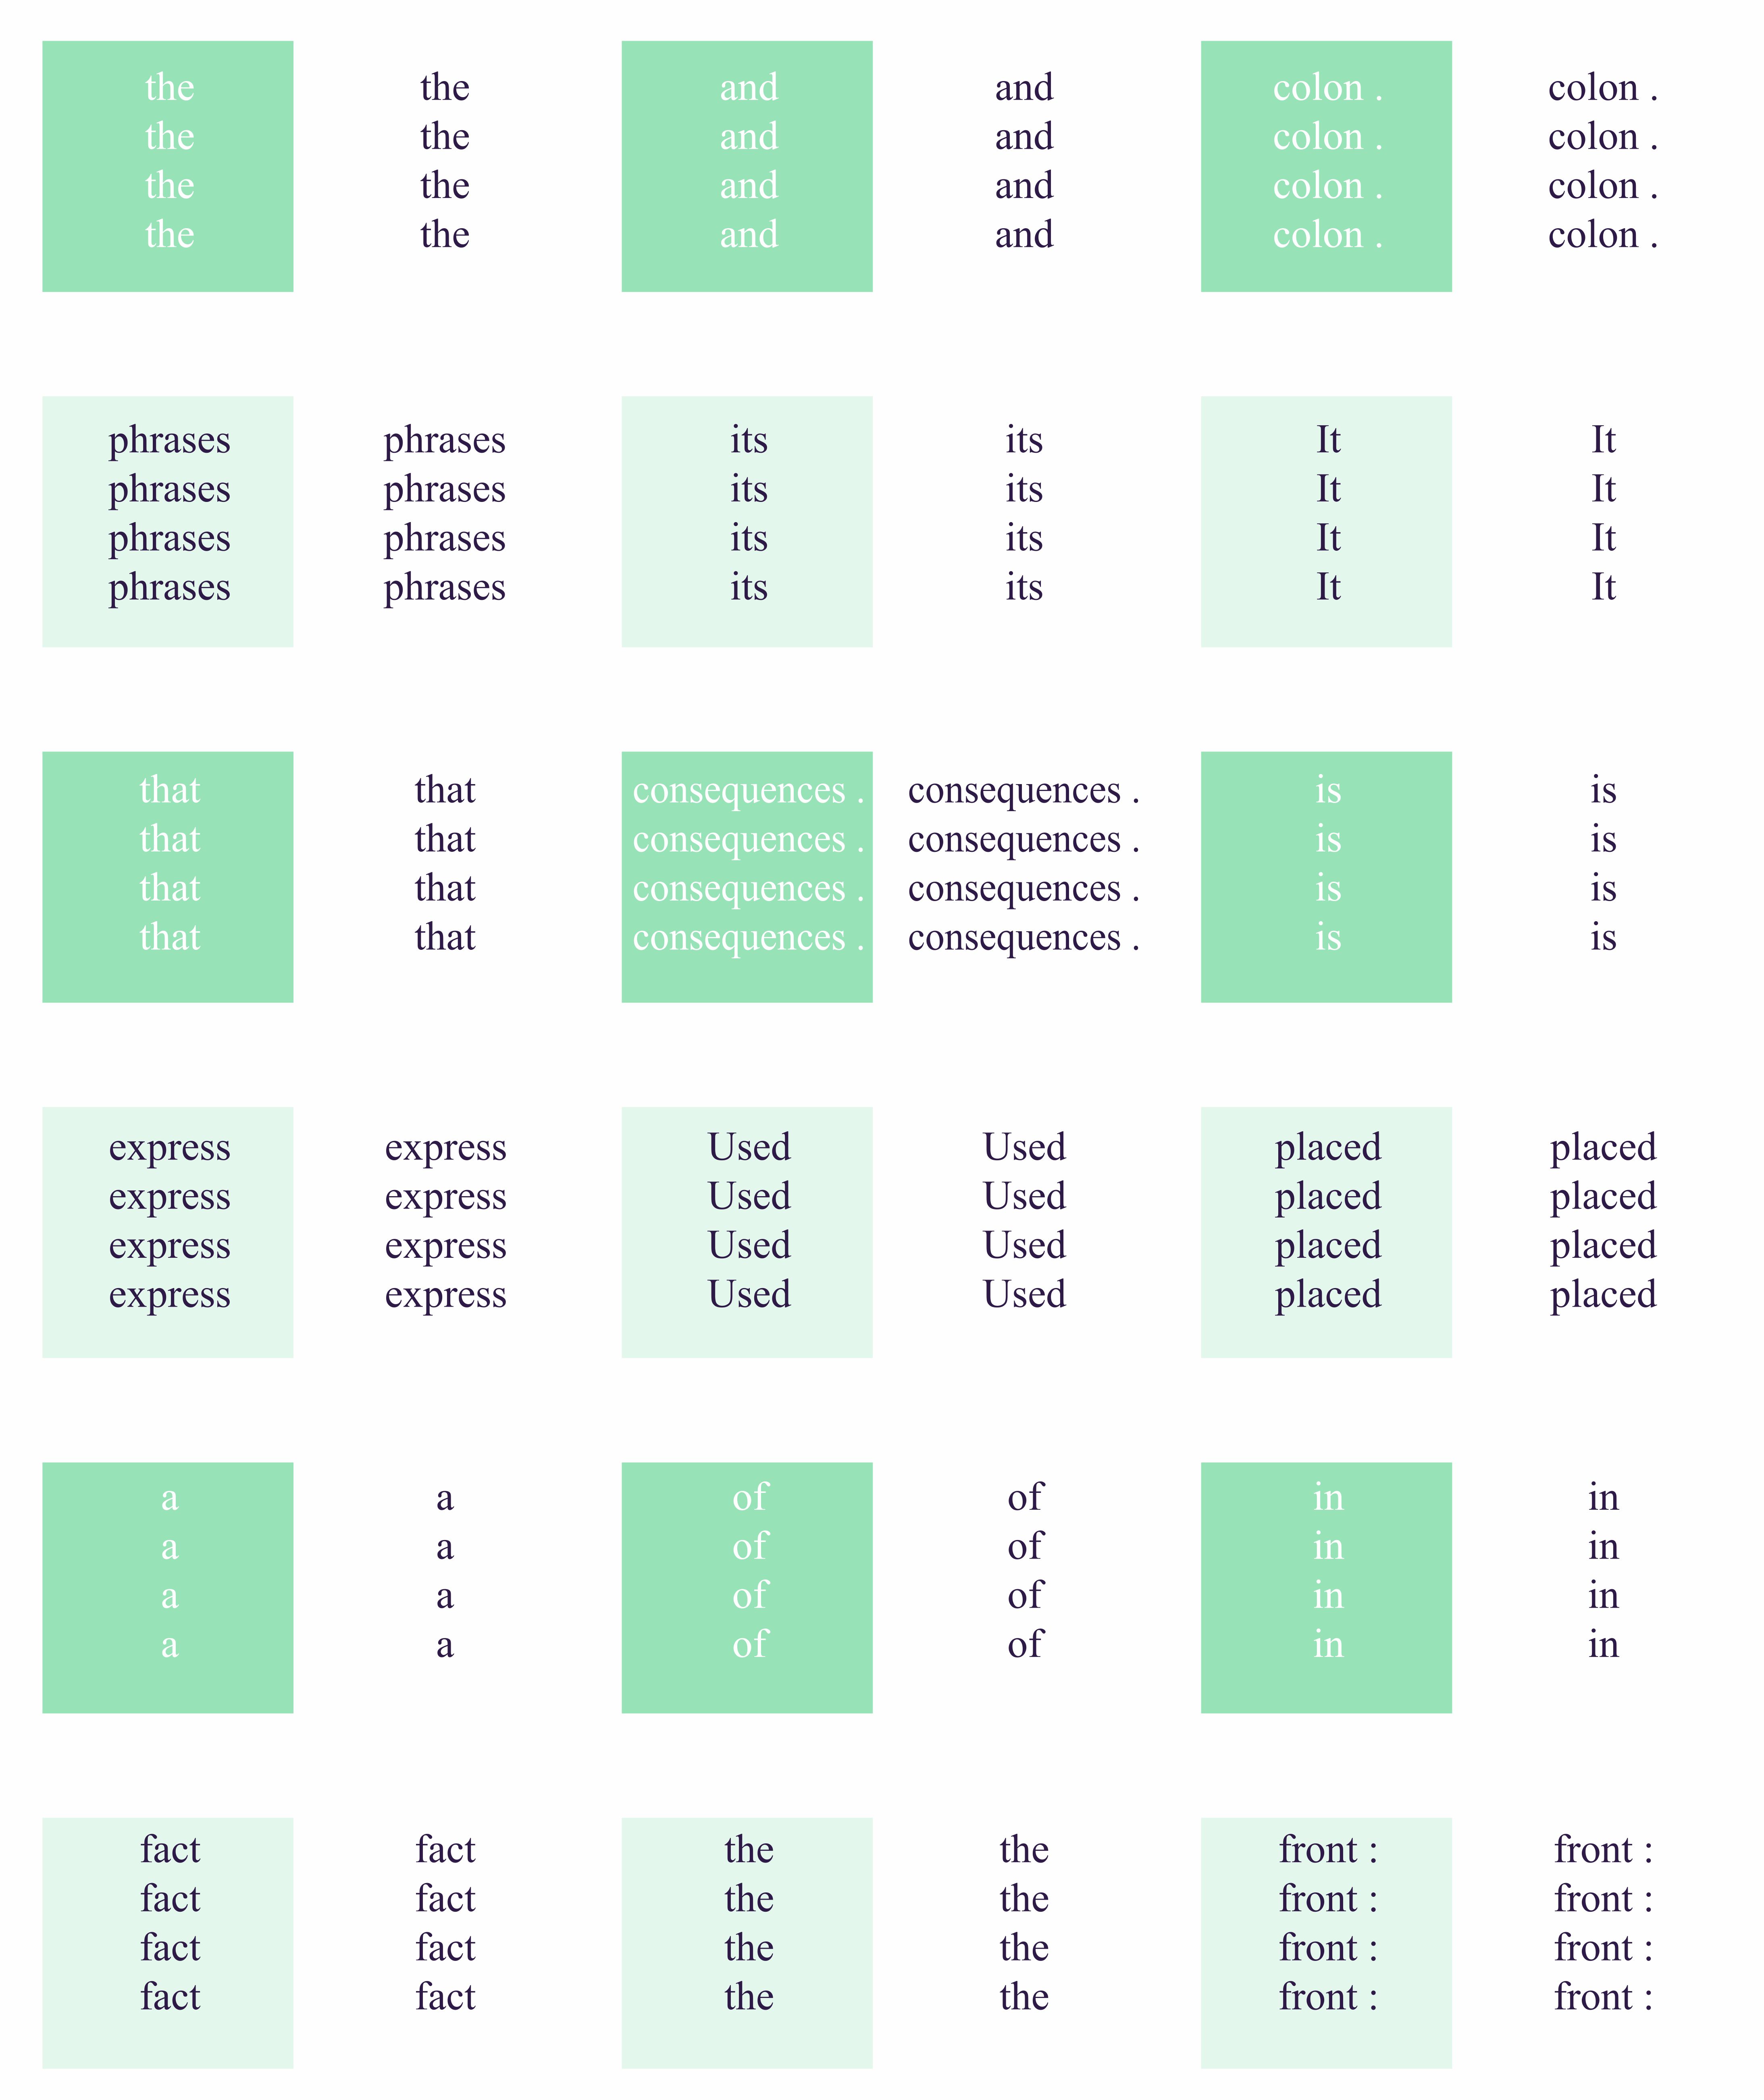 the the and and colon . colon .
the the and and colon . colon .
the the and and colon . colon .
the the and and colon . colon .
phrases phrases its its It It
phrases phrases its its It It
phrases phrases its its It It
phrases phrases its its It It
that that consequences . consequences . is is
that that consequences . consequences . is is
that that consequences . consequences . is is
that that consequences . consequences . is is
express express Used Used placed placed
express express Used Used placed placed
express express Used Used placed placed
express express Used Used placed placed
a a of of in in
a a of of in in
a a of of in in
a a of of in in
fact fact the the front : front :
fact fact the the front : front :
fact fact the the front : front :
fact fact the the front : front :